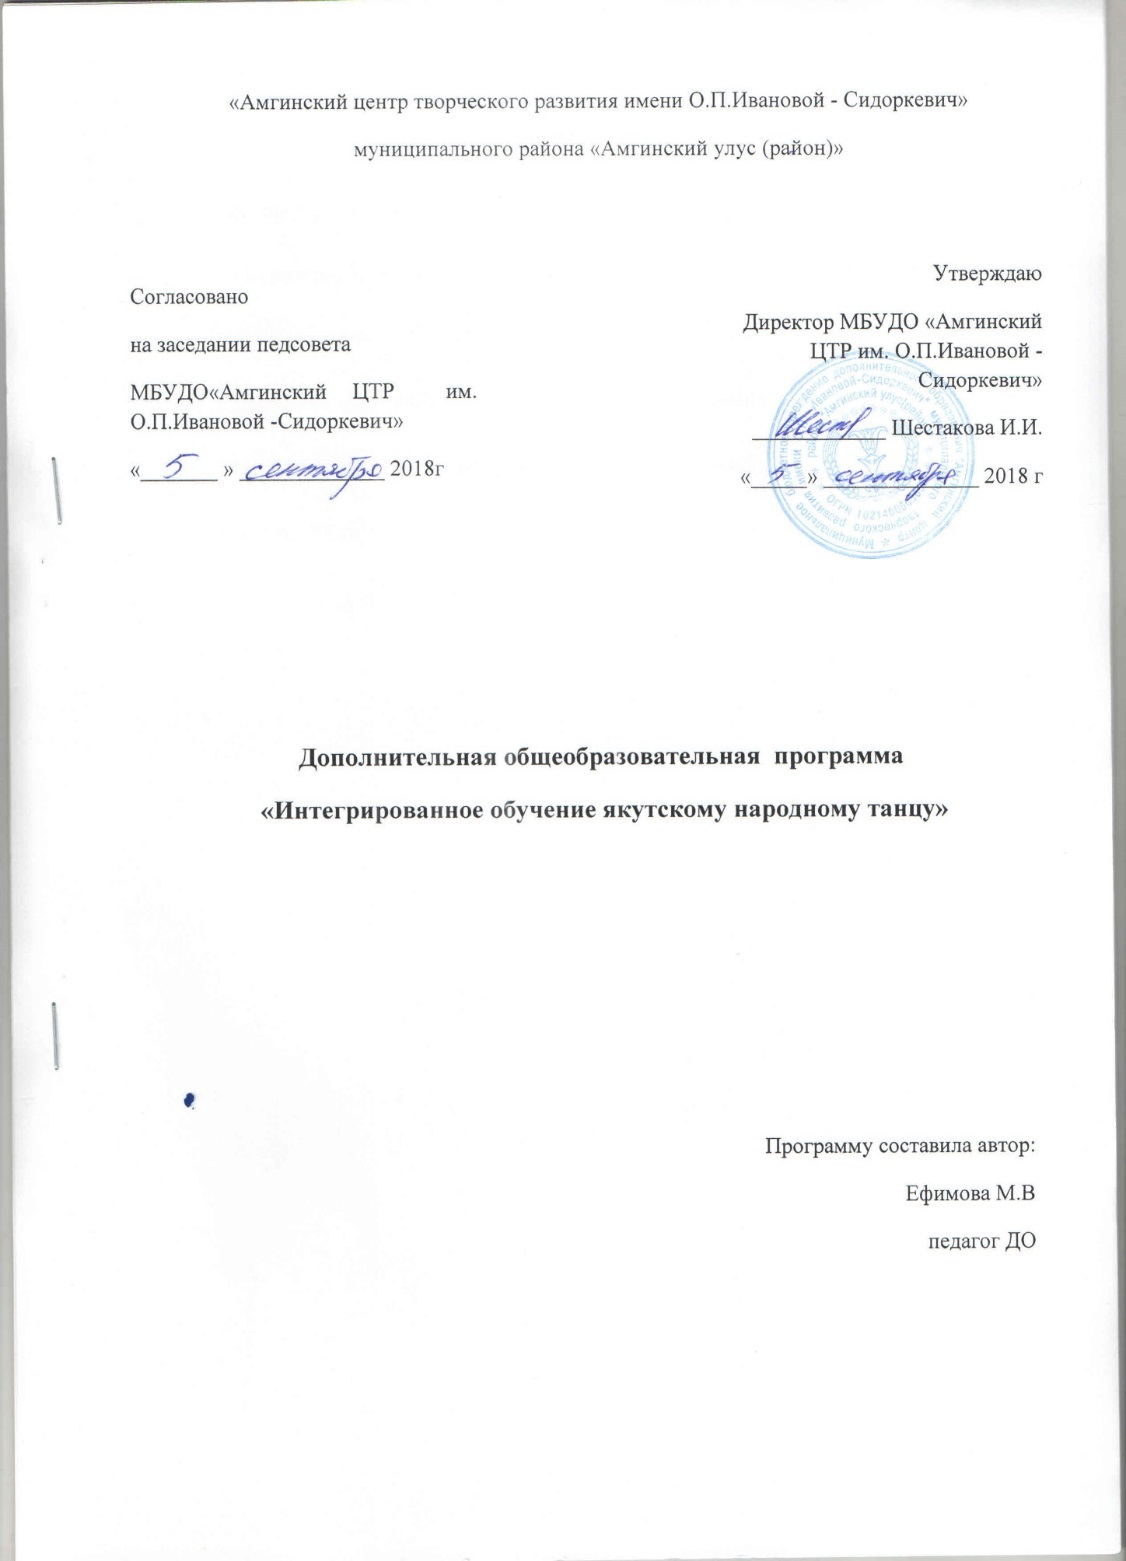 «Амгинский центр творческого развития имени О.П.Ивановой - Сидоркевич»
муниципального района «Амгинский улус (район)»
Согласовано
на заседании педсовета
МБУДО«Амгинский ЦТР им.
О.П.Ивановой -Сидоркевич»
« 5 » сентября 2018г
Утверждаю
Директор МБУДО «Амгинский
ЦТР им. О.П.Ивановой -
Сидоркевич»
Шестакова И.И.
« 5 » сентября 2018 г
Дополнительная общеобразовательная программа
«Интегрированное обучение якутскому народному танцу»
Программу составила автор:
Ефимова М.В
педагог ДО